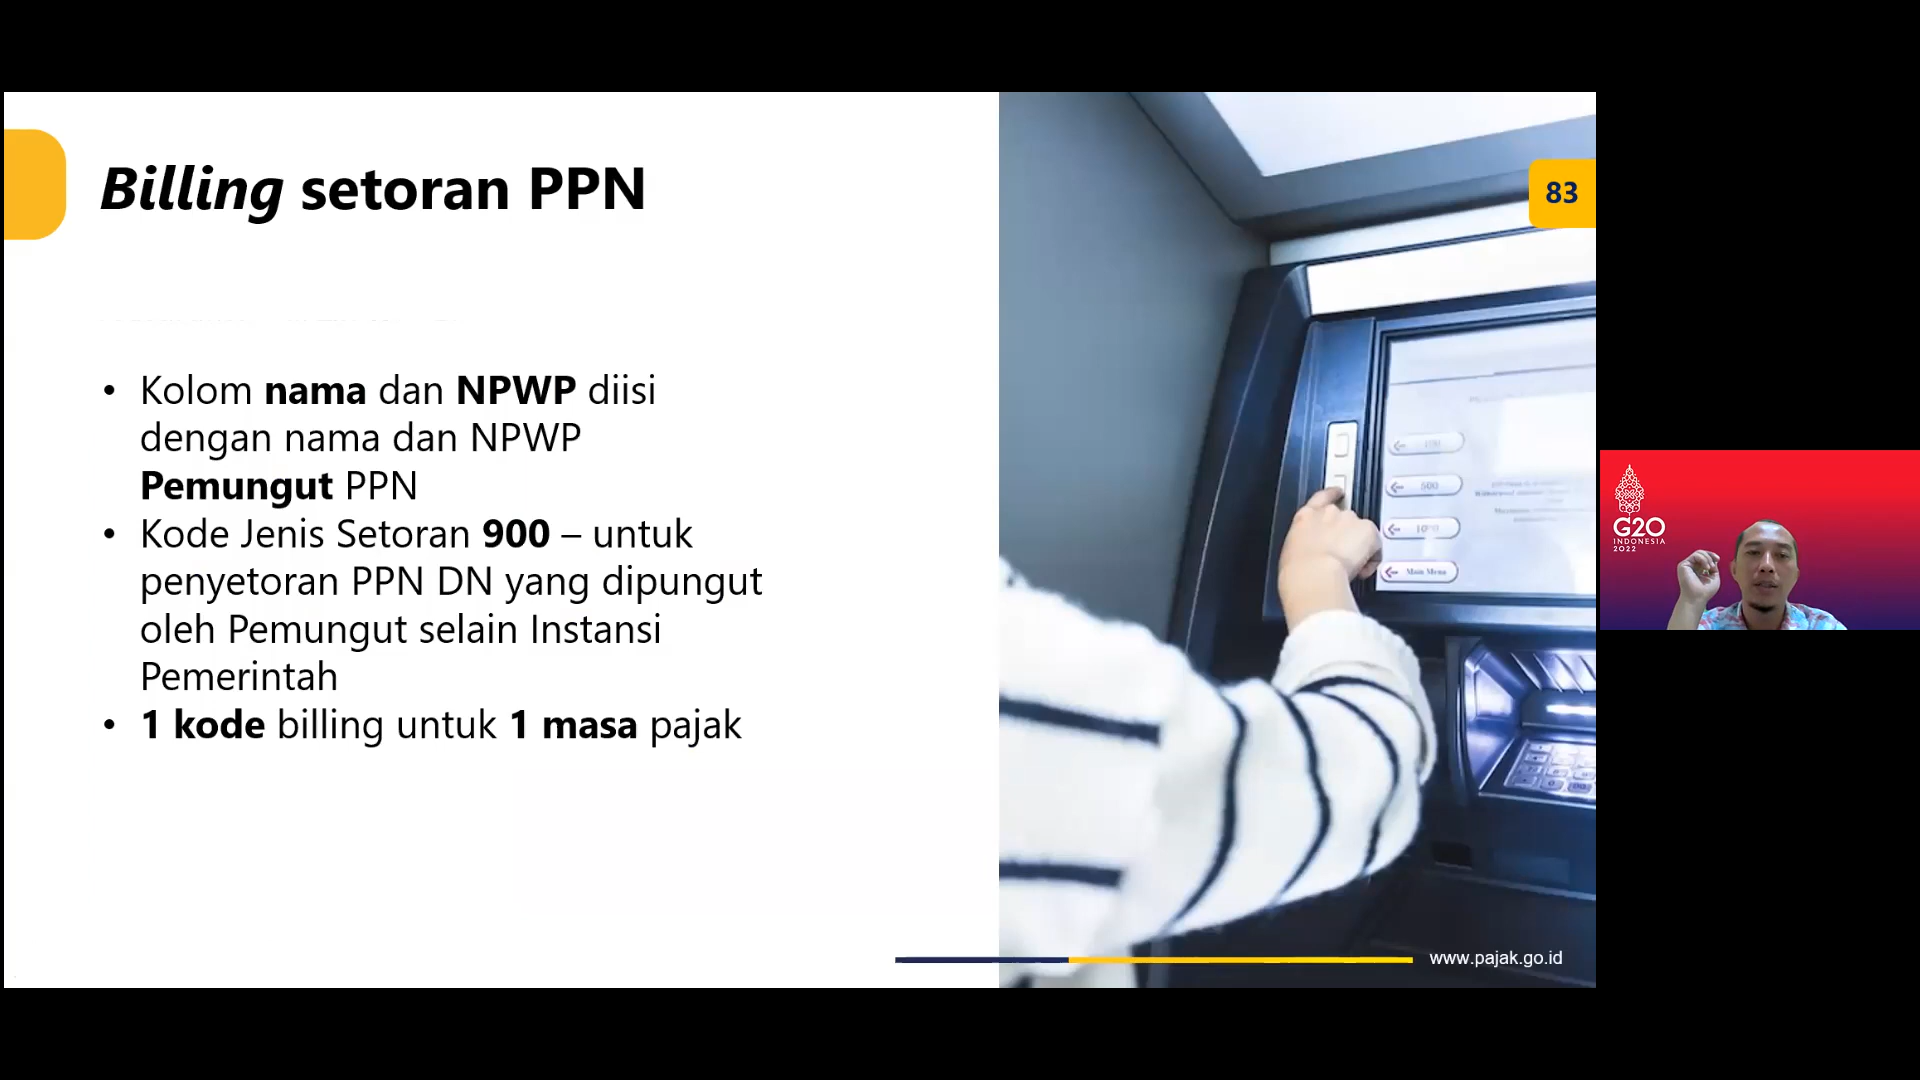 Billing setoran PPN
83
• Kolom nama dan NPWP diisi
dengan nama dan NPWP
Pemungut PPN
• Kode Jenis Setoran 900 – untuk
penyetoran PPN DN yang dipungut
oleh Pemungut selain Instansi
Pemerintah
• 1 kode billing untuk 1 masa pajak
500
Main Menu
www.pajak.go.id
G20
INDONESIA
2022